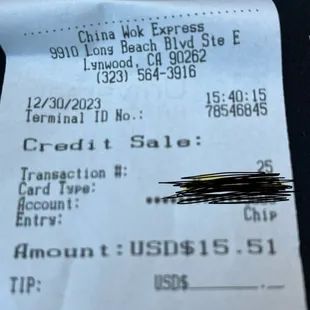 China Wok Express
9910 Long Beach Blvd Ste E
Lynwood, CA 90262
(323) 564-3916
12/30/2023 15:40:15
Terminal ID No.: 78546845
Credit Sale:
Transaction #: 25
Card Type:
Account:
Entry: Chip
Amount: USD$15.51
TIP: USD$_______.__